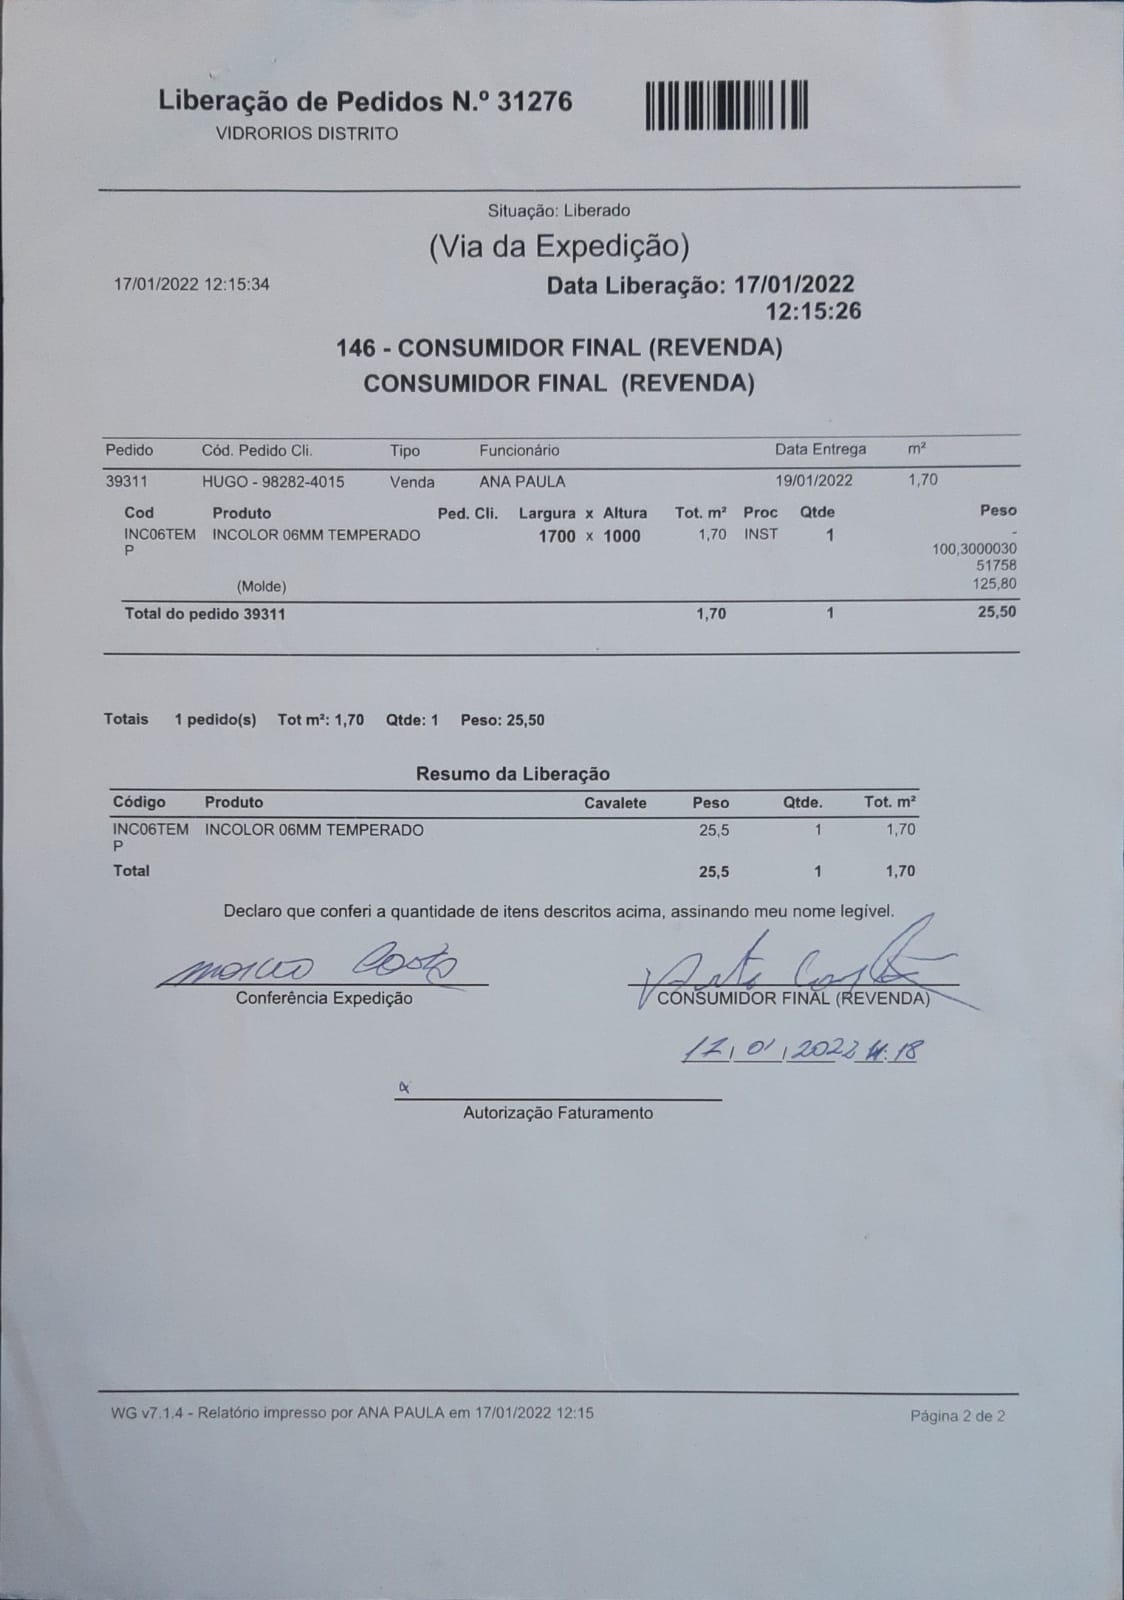 Liberação de Pedidos N.º 31276
VIDRORIOS DISTRITO
Situação: Liberado
(Via da Expedição)
17/01/2022 12:15:34 Data Liberação: 17/01/2022
12:15:26
146 - CONSUMIDOR FINAL (REVENDA)
CONSUMIDOR FINAL (REVENDA)
Pedido Cód. Pedido Cli. Tipo Funcionário Data Entrega m²
39311 HUGO - 98282-4015 Venda ANA PAULA 19/01/2022 1,70
Cod Produto Ped. Cli. Largura x Altura Tot. m² Proc Qtde Peso
INC06TEM INCOLOR 06MM TEMPERADO 1700 x 1000 1,70 INST 1 -
P 100,3000030
51758
(Molde) 125,80
Total do pedido 39311 1,70 1 25,50
Totais 1 pedido(s) Tot m²: 1,70 Qtde: 1 Peso: 25,50
Resumo da Liberação
Código Produto Cavalete Peso Qtde. Tot. m²
INC06TEM INCOLOR 06MM TEMPERADO 25,5 1 1,70
P
Total 25,5 1 1,70
Declaro que conferi a quantidade de itens descritos acima, assinando meu nome legível.
Costa
Conferência Expedição CONSUMIDOR FINAL (REVENDA)
Autorização Faturamento
WG v7.1.4 - Relatório impresso por ANA PAULA em 17/01/2022 12:15 Página 2 de 2